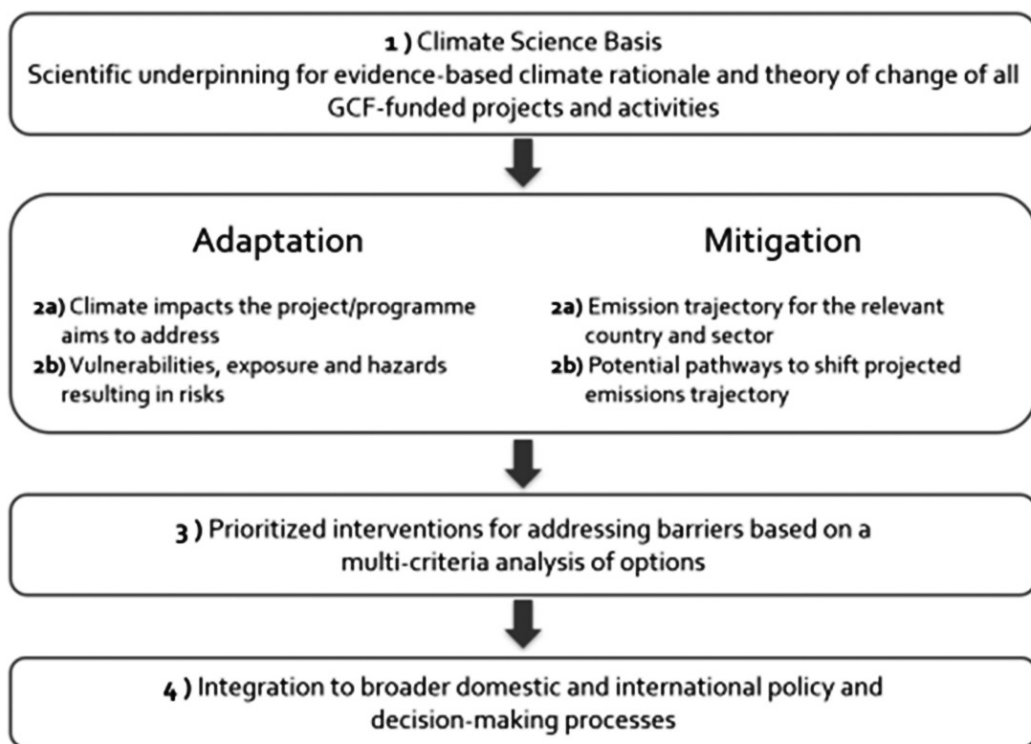 1 ) Climate Science Basis
Scientific underpinning for evidence-based climate rationale and theory of change of all
GCF-funded projects and activities
Adaptation
2a) Climate impacts the project/programme
aims to address
2b) Vulnerabilities, exposure and hazards
resulting in risks
Mitigation
2a) Emission trajectory for the relevant
country and sector
2b) Potential pathways to shift projected
emissions trajectory
3 ) Prioritized interventions for addressing barriers based on a
multi-criteria analysis of options
4 ) Integration to broader domestic and international policy and
decision-making processes